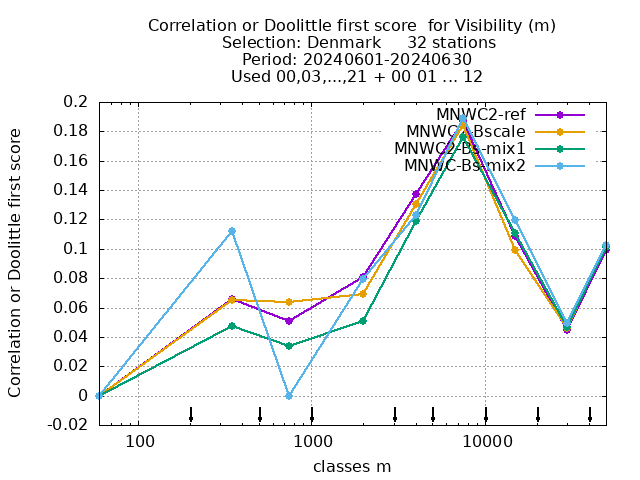 Correlation or Doolittle first score  for Visibility (m)
Selection: Denmark     32 stations
Period: 20240601-20240630
Used 00,03,...,21 + 00 01 ... 12
Correlation or Doolittle first score
0.2
0.18
0.16
0.14
0.12
0.1
0.08
0.06
0.04
0.02
0
-0.02
MNWC2-ref
MNWC2-Bscale
MNWC2-Bs-mix1
MNWC-Bs-mix2
100 1000 10000
classes m